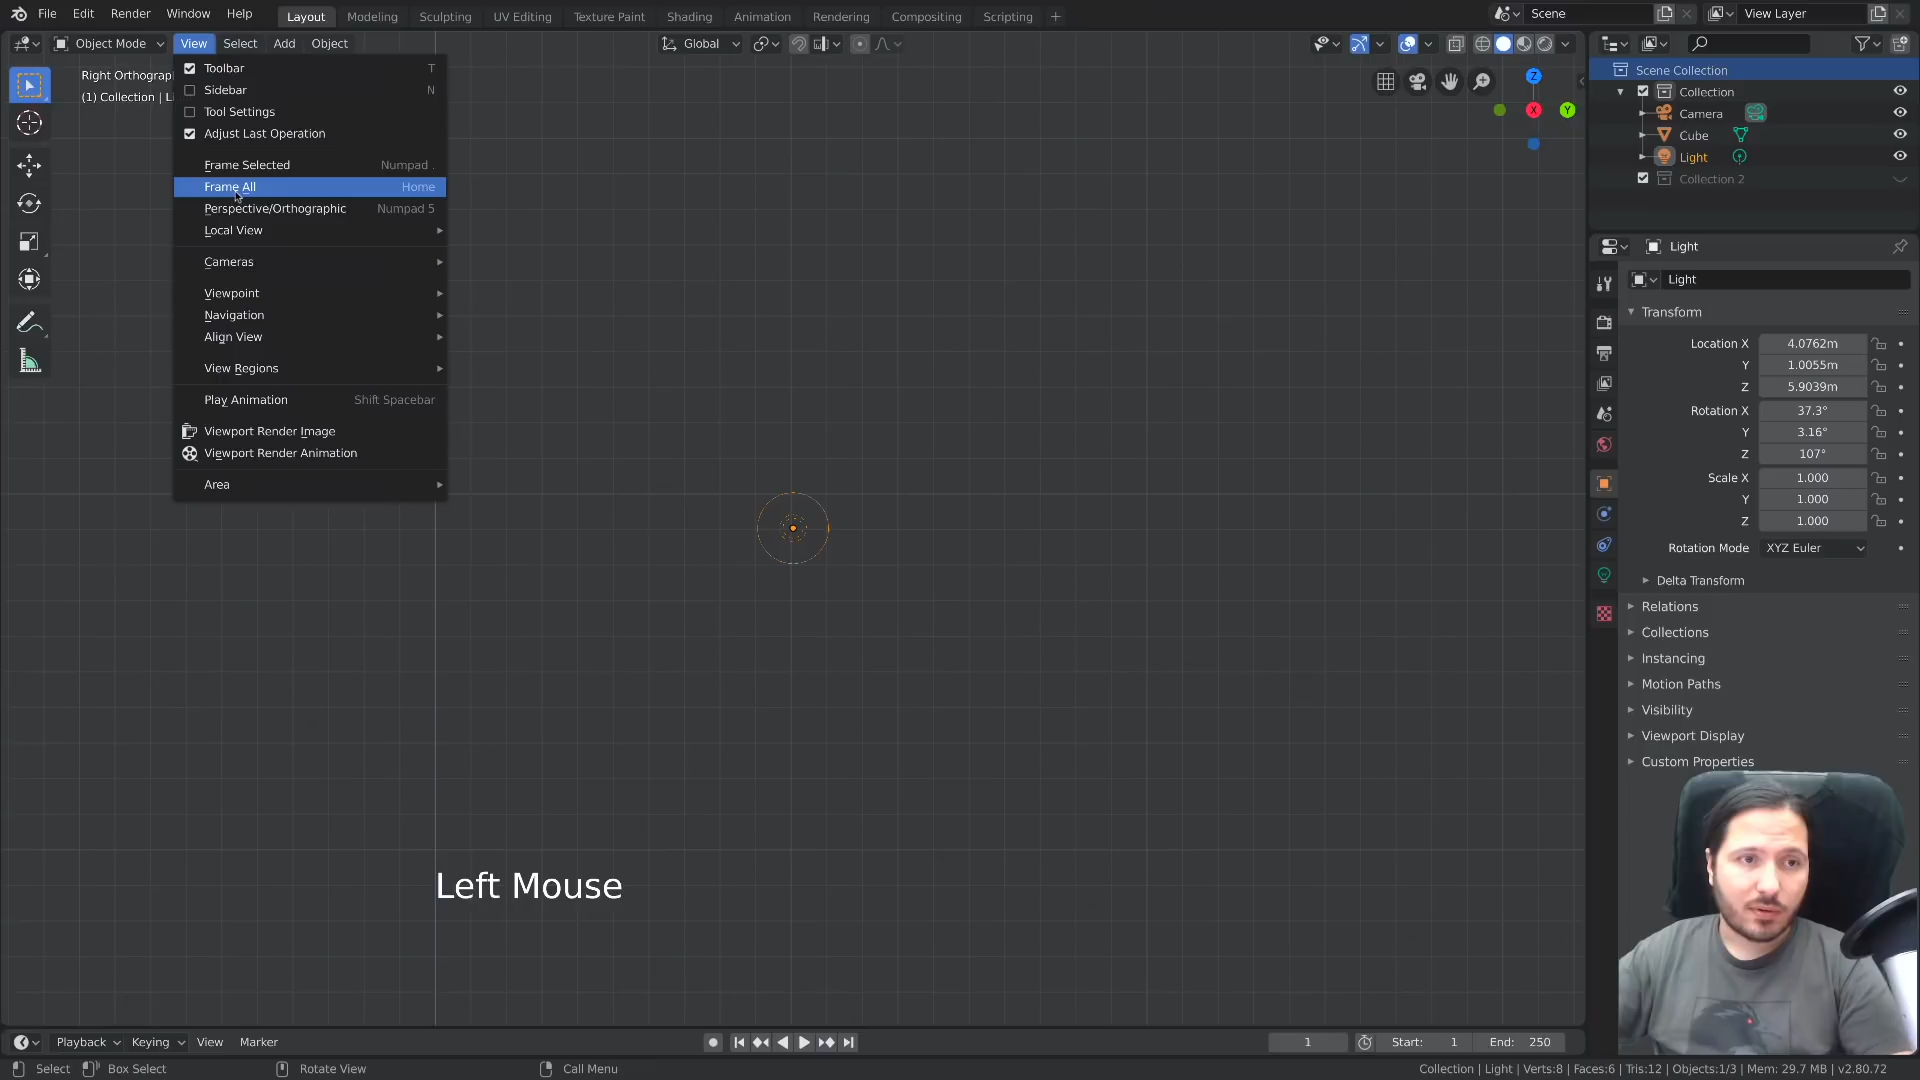 File Edit Render Window Help Layout Modeling Sculpting UV Editing Texture Paint Shading Animation Rendering Compositing Scripting + Scene View Layer
Object Mode View Select Add Object Global
Right Orthograp
(1) Collection | Li
Toolbar T
Sidebar N
Tool Settings
Adjust Last Operation
Frame Selected Numpad .
Frame All Home
Perspective/Orthographic Numpad 5
Local View
Cameras
Viewpoint
Navigation
Align View
View Regions
Play Animation Shift Spacebar
Viewport Render Image
Viewport Render Animation
Area
Z
X
Y
Left Mouse
Scene Collection
Collection
Camera
Cube
Light
Collection 2
Light
Light
Transform
Location X 4.0762m
Y 1.0055m
Z 5.9039m
Rotation X 37.3°
Y 3.16°
Z 107°
Scale X 1.000
Y 1.000
Z 1.000
Rotation Mode XYZ Euler
Delta Transform
Relations
Collections
Instancing
Motion Paths
Visibility
Viewport Display
Custom Properties
Playback Keying View Marker 1 Start: 1 End: 250
Select Box Select Rotate View Call Menu Collection | Light | Verts:8 | Faces:6 | Tris:12 | Objects:1/3 | Mem: 29.7 MB | v2.80.72